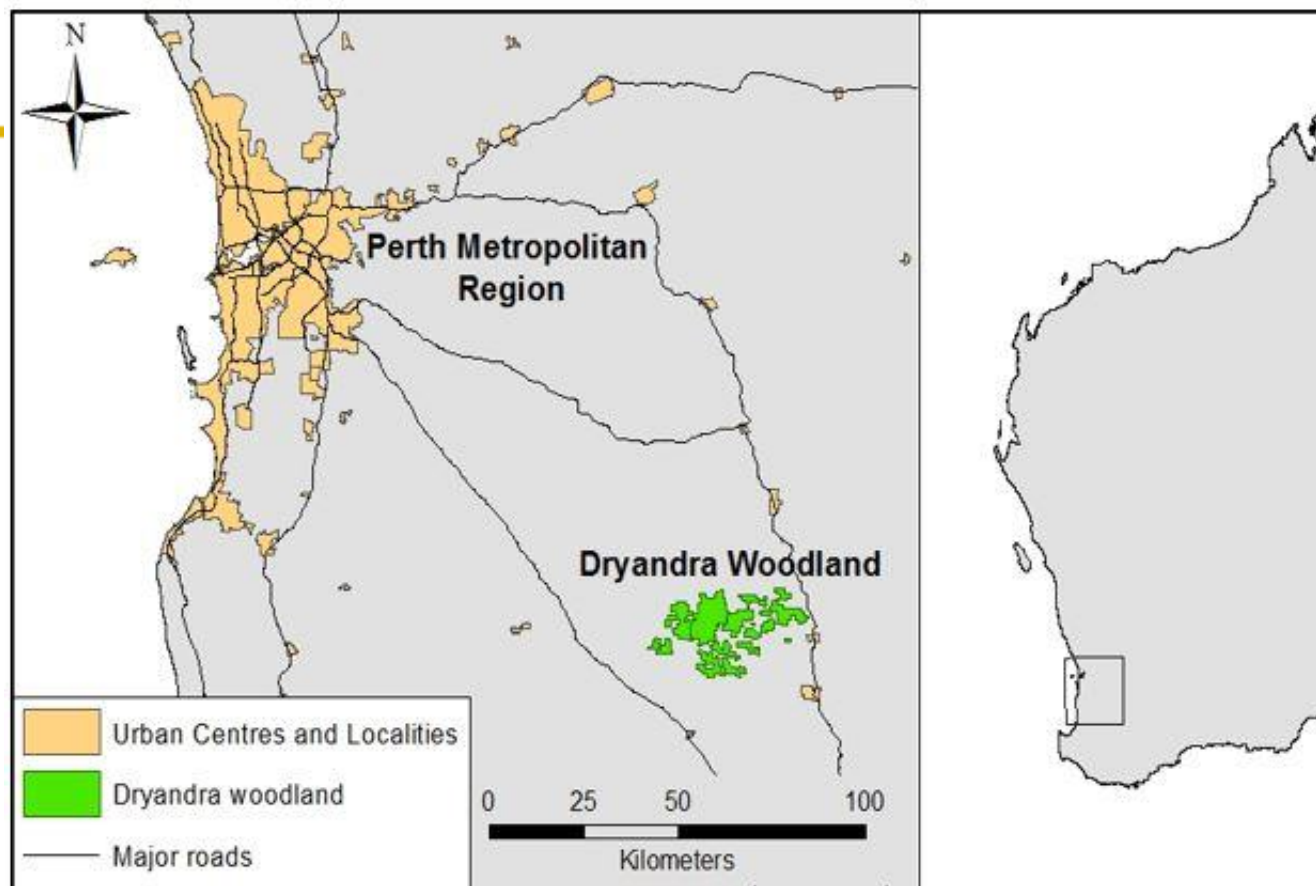 N
Perth Metropolitan
Region
Dryandra Woodland
Urban Centres and Localities
Dryandra woodland
Major roads
0 25 50 100
Kilometers